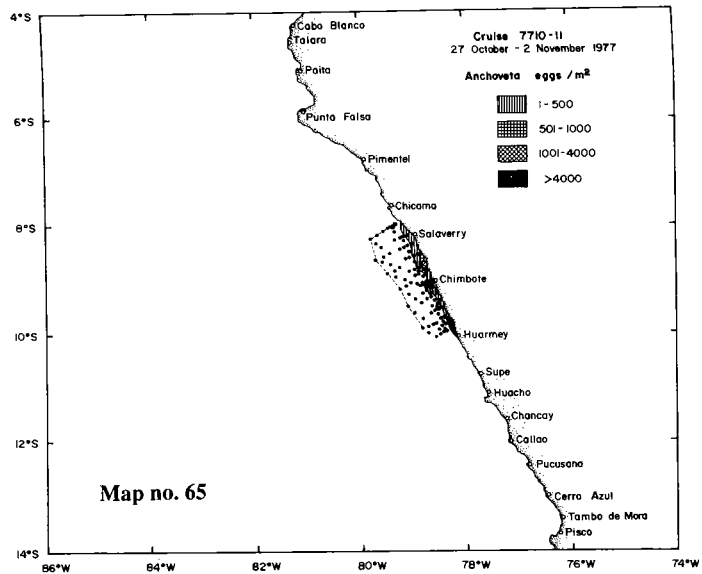 Cruise 7710-11
27 October - 2 November 1977
Anchoveta eggs /m²
1-500
501-1000
1001-4000
>4000
4°S
6°S
8°S
10°S
12°S
14°S
Cabo Blanco
Talara
Paita
Punta Falsa
Pimentel
Chicama
Salaverry
Chimbote
Huarmey
Supe
Huacho
Chancay
Callao
Pucusana
Cerro Azul
Tambo de Mora
Pisco
Map no. 65
86°W
84°W
82°W
80°W
78°W
76°W
74°W